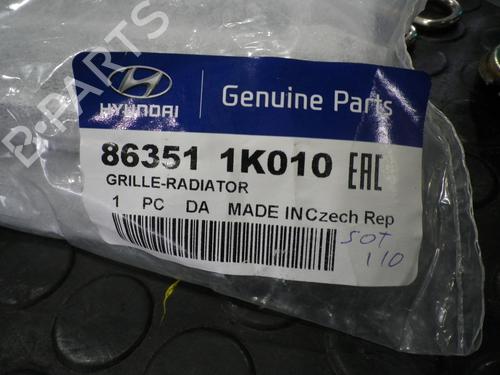 HYUNDAI
Genuine Parts
86351 1K010 EAC
GRILLE-RADIATOR
1 PC DA MADE IN Czech Rep
SOT
110
B-PARTS